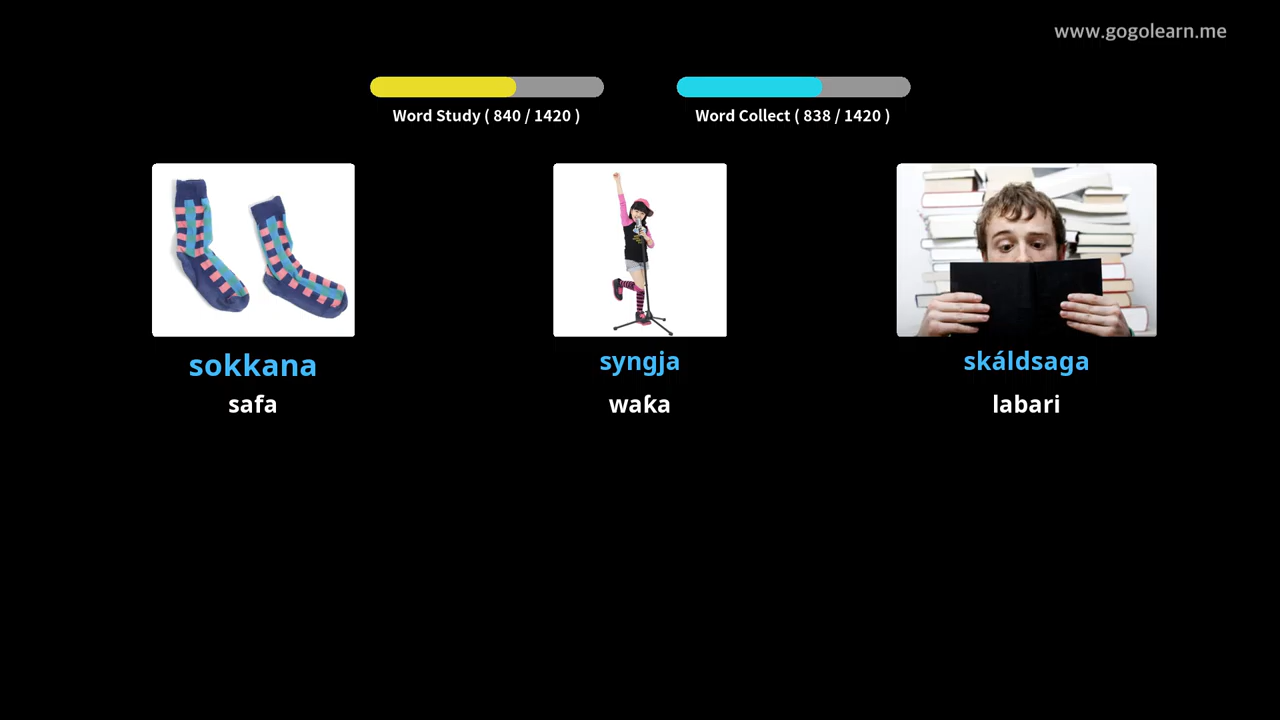 www.gogolearn.me
Word Study ( 840 / 1420 )
Word Collect ( 838 / 1420 )
sokkana
safa
syngja
waƙa
skáldsaga
labari